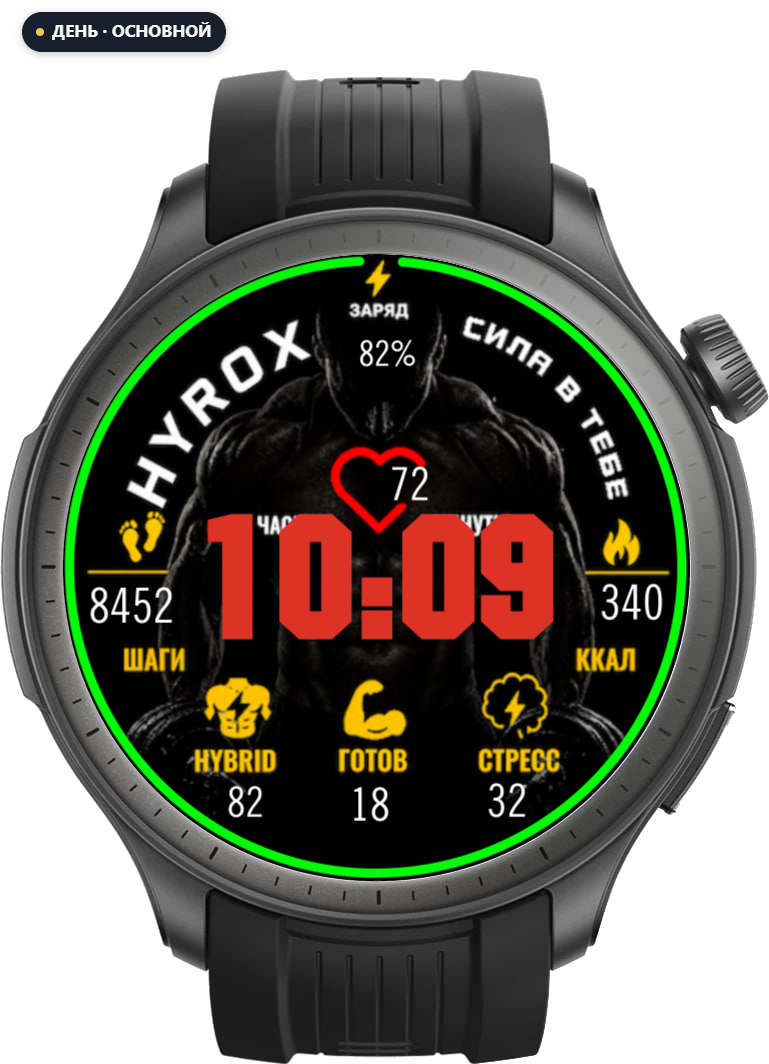 ДЕНЬ · ОСНОВНОЙ
ЗАРЯД
82%
HYROX
СИЛА В ТЕБЕ
72
10:09
8452
340
ШАГИ
ККАЛ
HYBRID
ГОТОВ
СТРЕСС
82
18
32